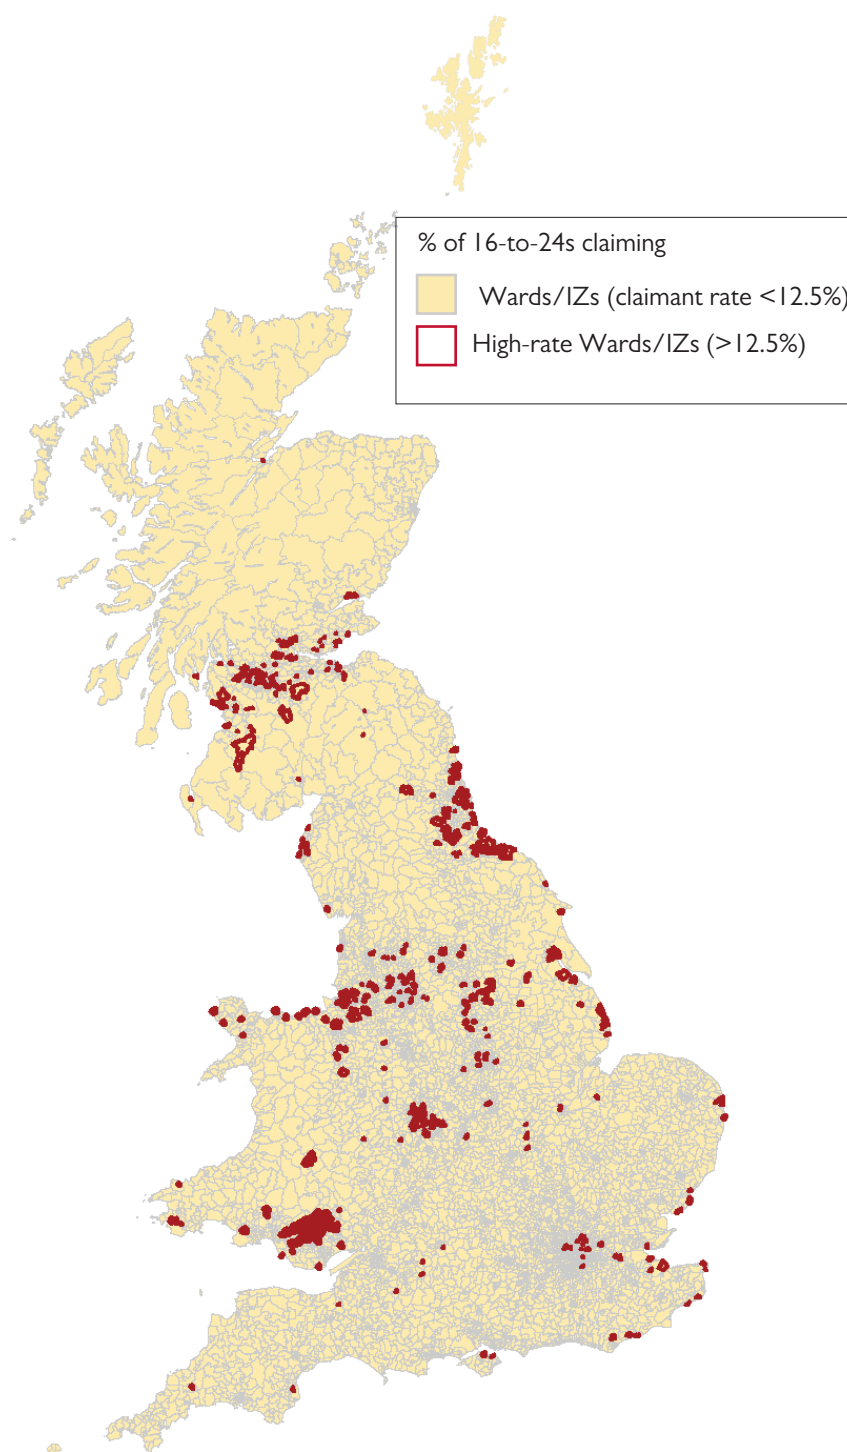 % of 16-to-24s claiming
Wards/IZs (claimant rate <12.5%)
High-rate Wards/IZs (>12.5%)